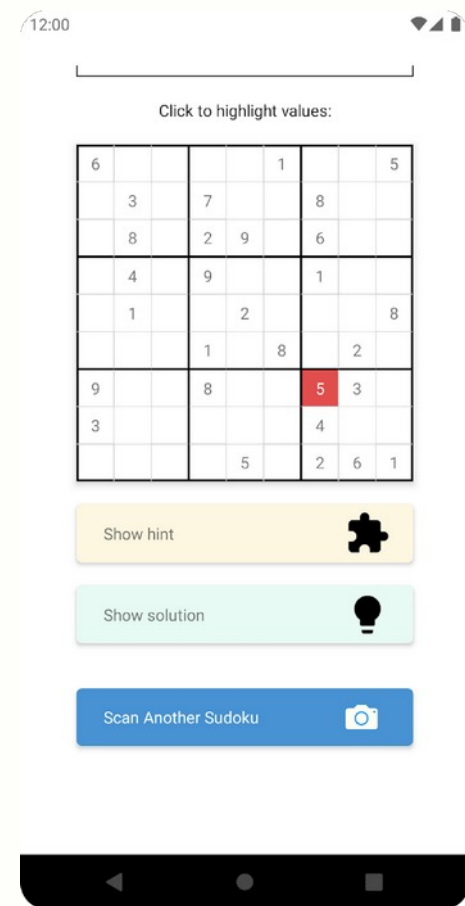 12:00
Click to highlight values:
6 1 5
3 7 8
8 2 9 6
4 9 1
1 2 8
1 8 2
9 8 5 3
3 4
5 2 6 1
Show hint
Show solution
Scan Another Sudoku